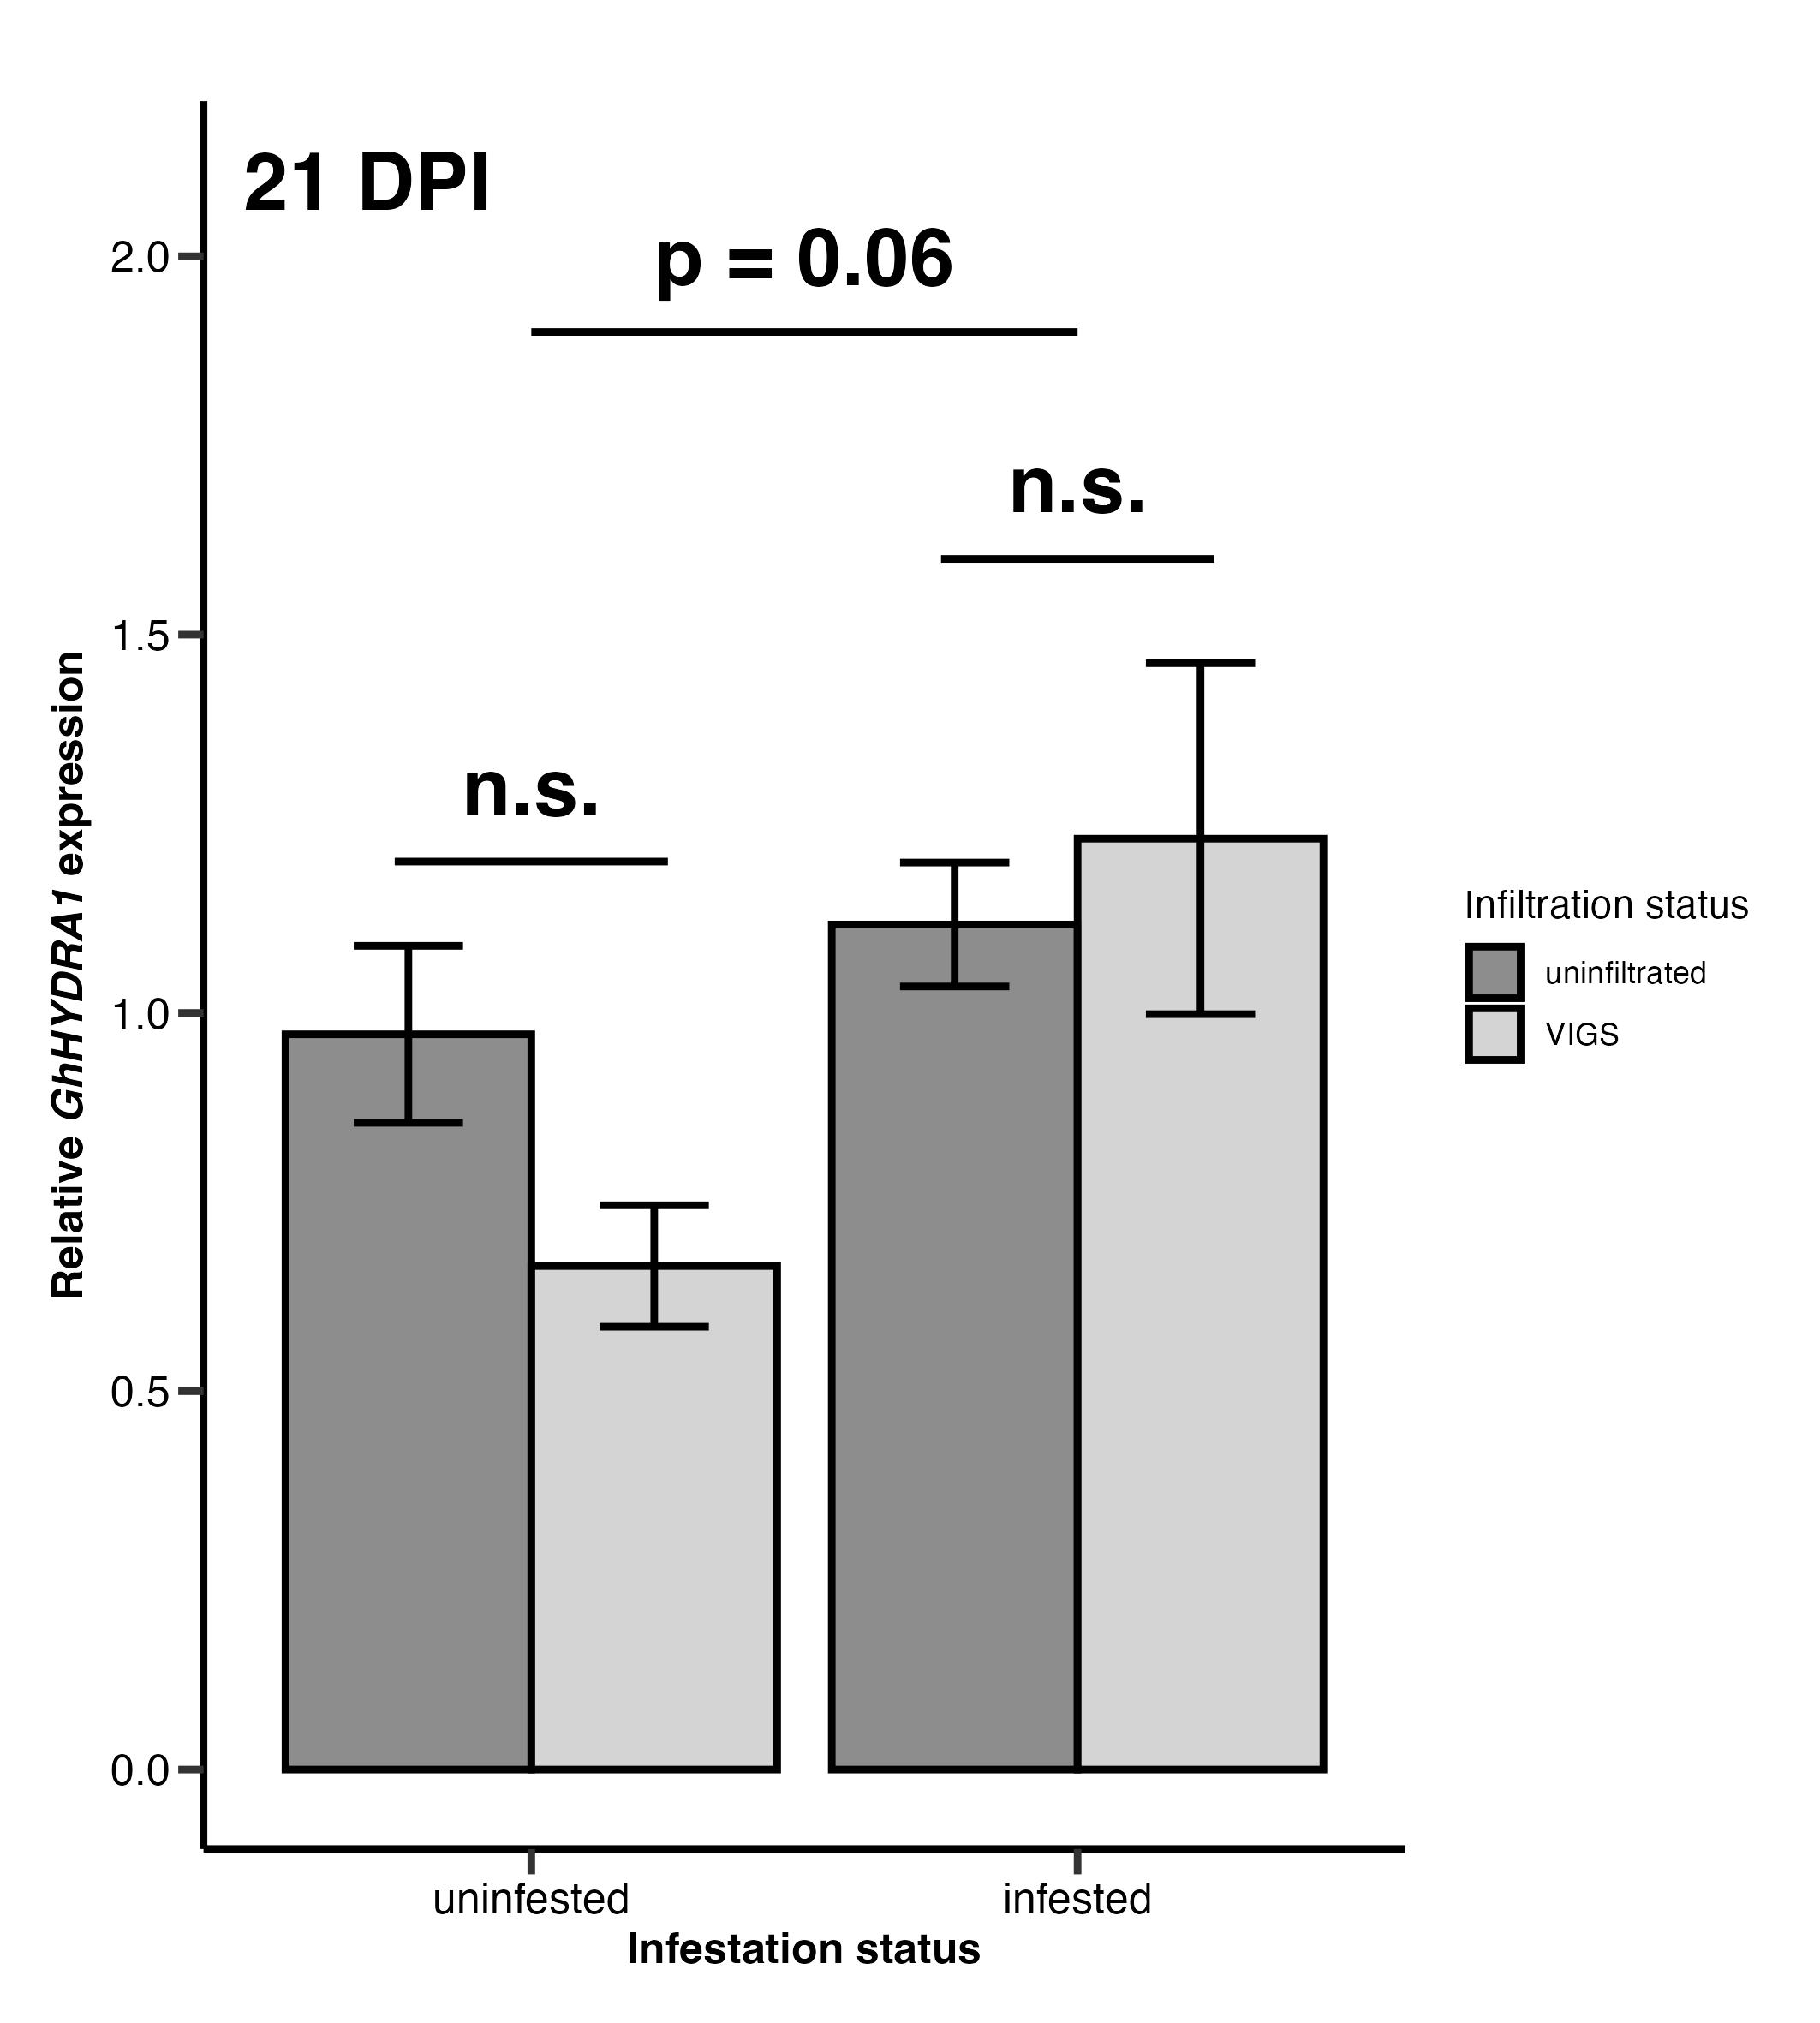 21 DPI
p = 0.06
n.s.
n.s.
2.0
1.5
1.0
0.5
0.0
Relative GhHYDRA1 expression
uninfested
infested
Infestation status
Infiltration status
uninfiltrated
VIGS